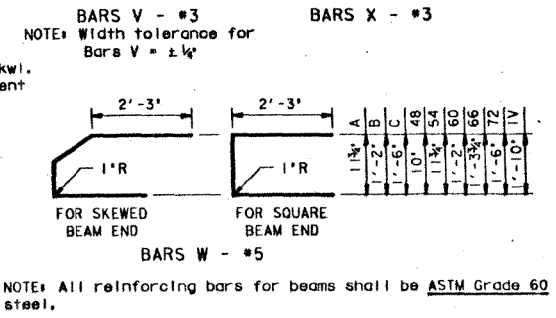 BARS V - #3 BARS X - #3
NOTE: Width tolerance for
Bars V = ± 1/4"
kwl.
ent
2'-3" 2'-3" A B C 48 54 60 66 72 IV
11 3/4" 1'-2" 1'-6" 10" 11 3/4" 1'-2" 1'-3 3/4" 1'-6" 1'-10"
1"R 1"R
FOR SKEWED FOR SQUARE
BEAM END BEAM END
BARS W - #5
NOTE: All reinforcing bars for beams shall be ASTM Grade 60
steel.